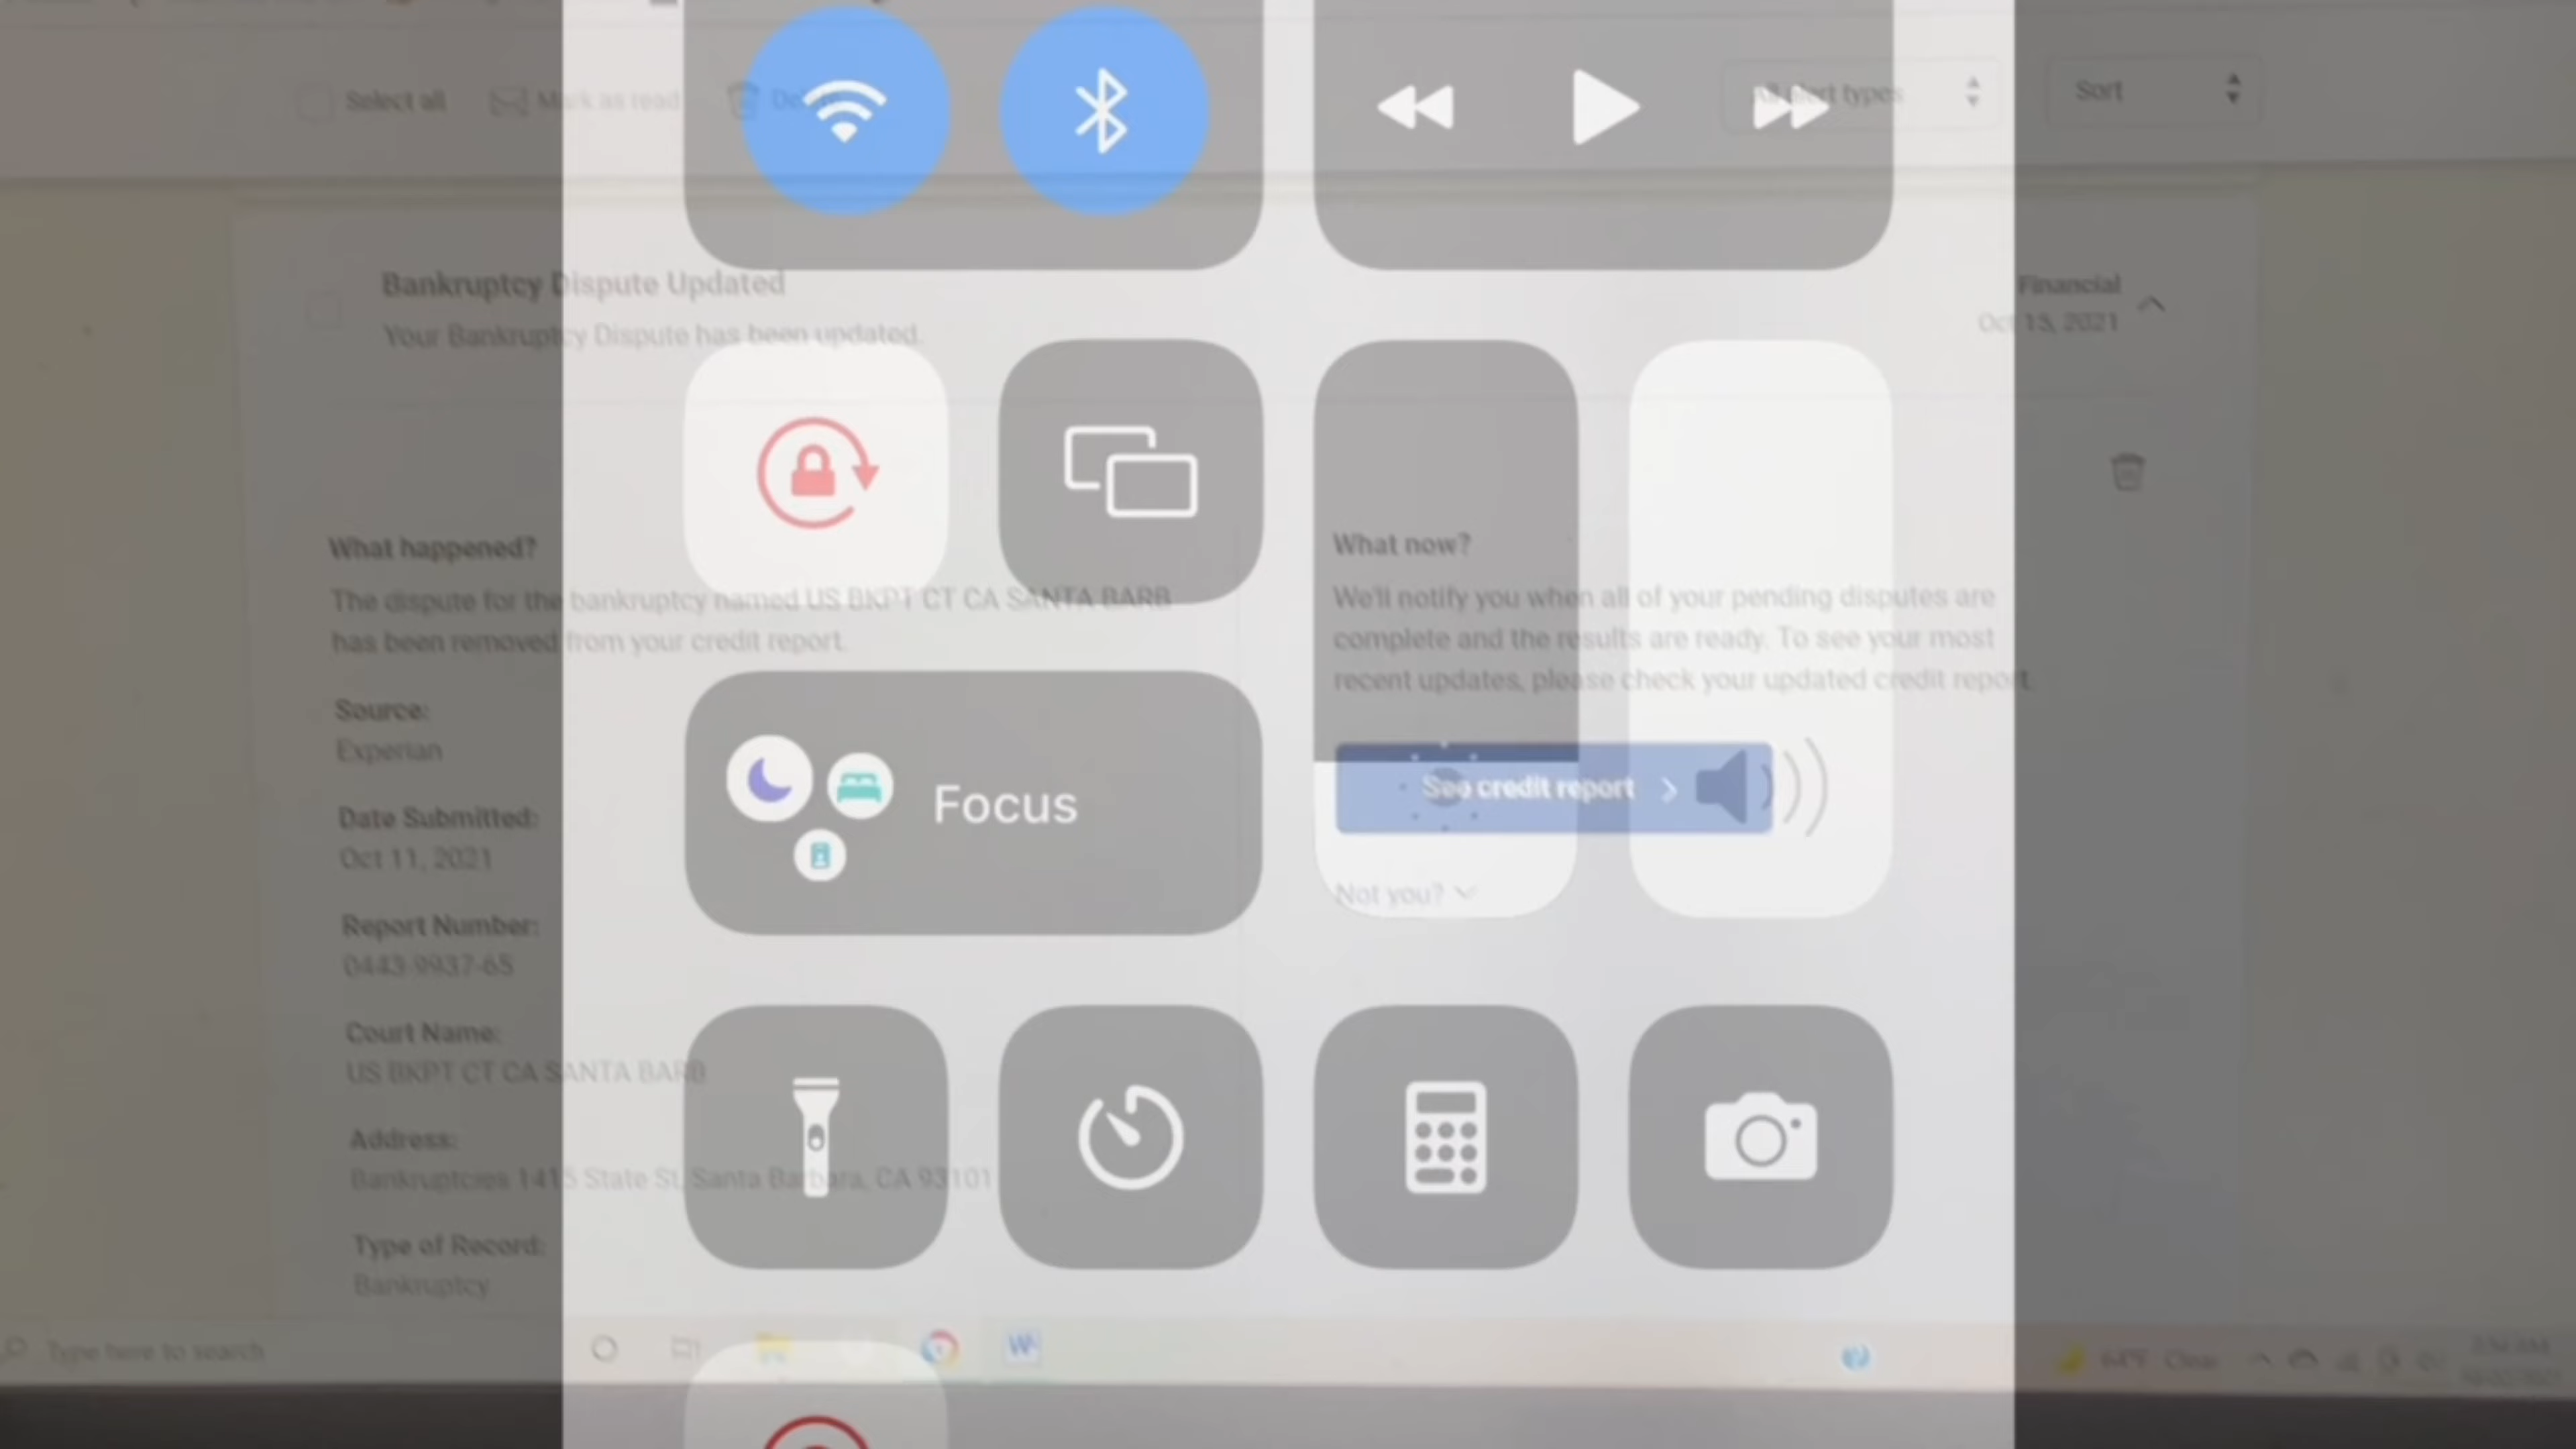 Select all
Mark as read
Delete
All alert types
Sort
Bankruptcy Dispute Updated
Your Bankruptcy Dispute has been updated.
Financial
Oct 15, 2021
What happened?
The dispute for the bankruptcy named US BKPT CT CA SANTA BARB
has been removed from your credit report.
What now?
We'll notify you when all of your pending disputes are
complete and the results are ready. To see your most
recent updates, please check your updated credit report.
Source:
Experian
Focus
See credit report
Date Submitted:
Oct 11, 2021
Not you?
Report Number:
0443-9937-65
Court Name:
US BKPT CT CA SANTA BARB
Address:
Bankruptcies 1415 State St, Santa Barbara, CA 93101
Type of Record:
Bankruptcy
Type here to search
64°F Clear